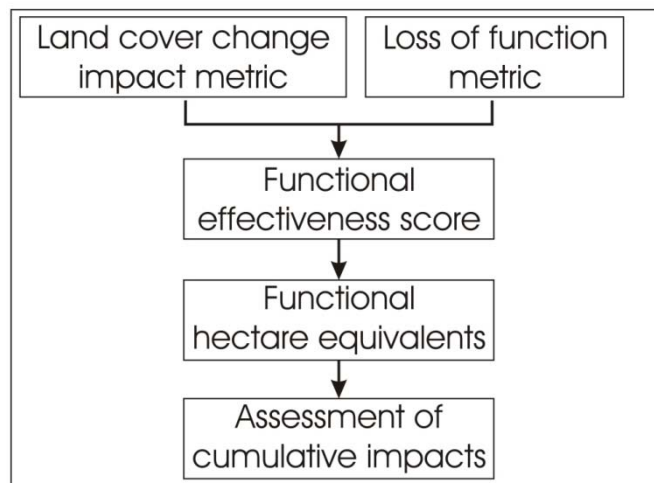 Land cover change
impact metric
Loss of function
metric
Functional
effectiveness score
Functional
hectare equivalents
Assessment of
cumulative impacts